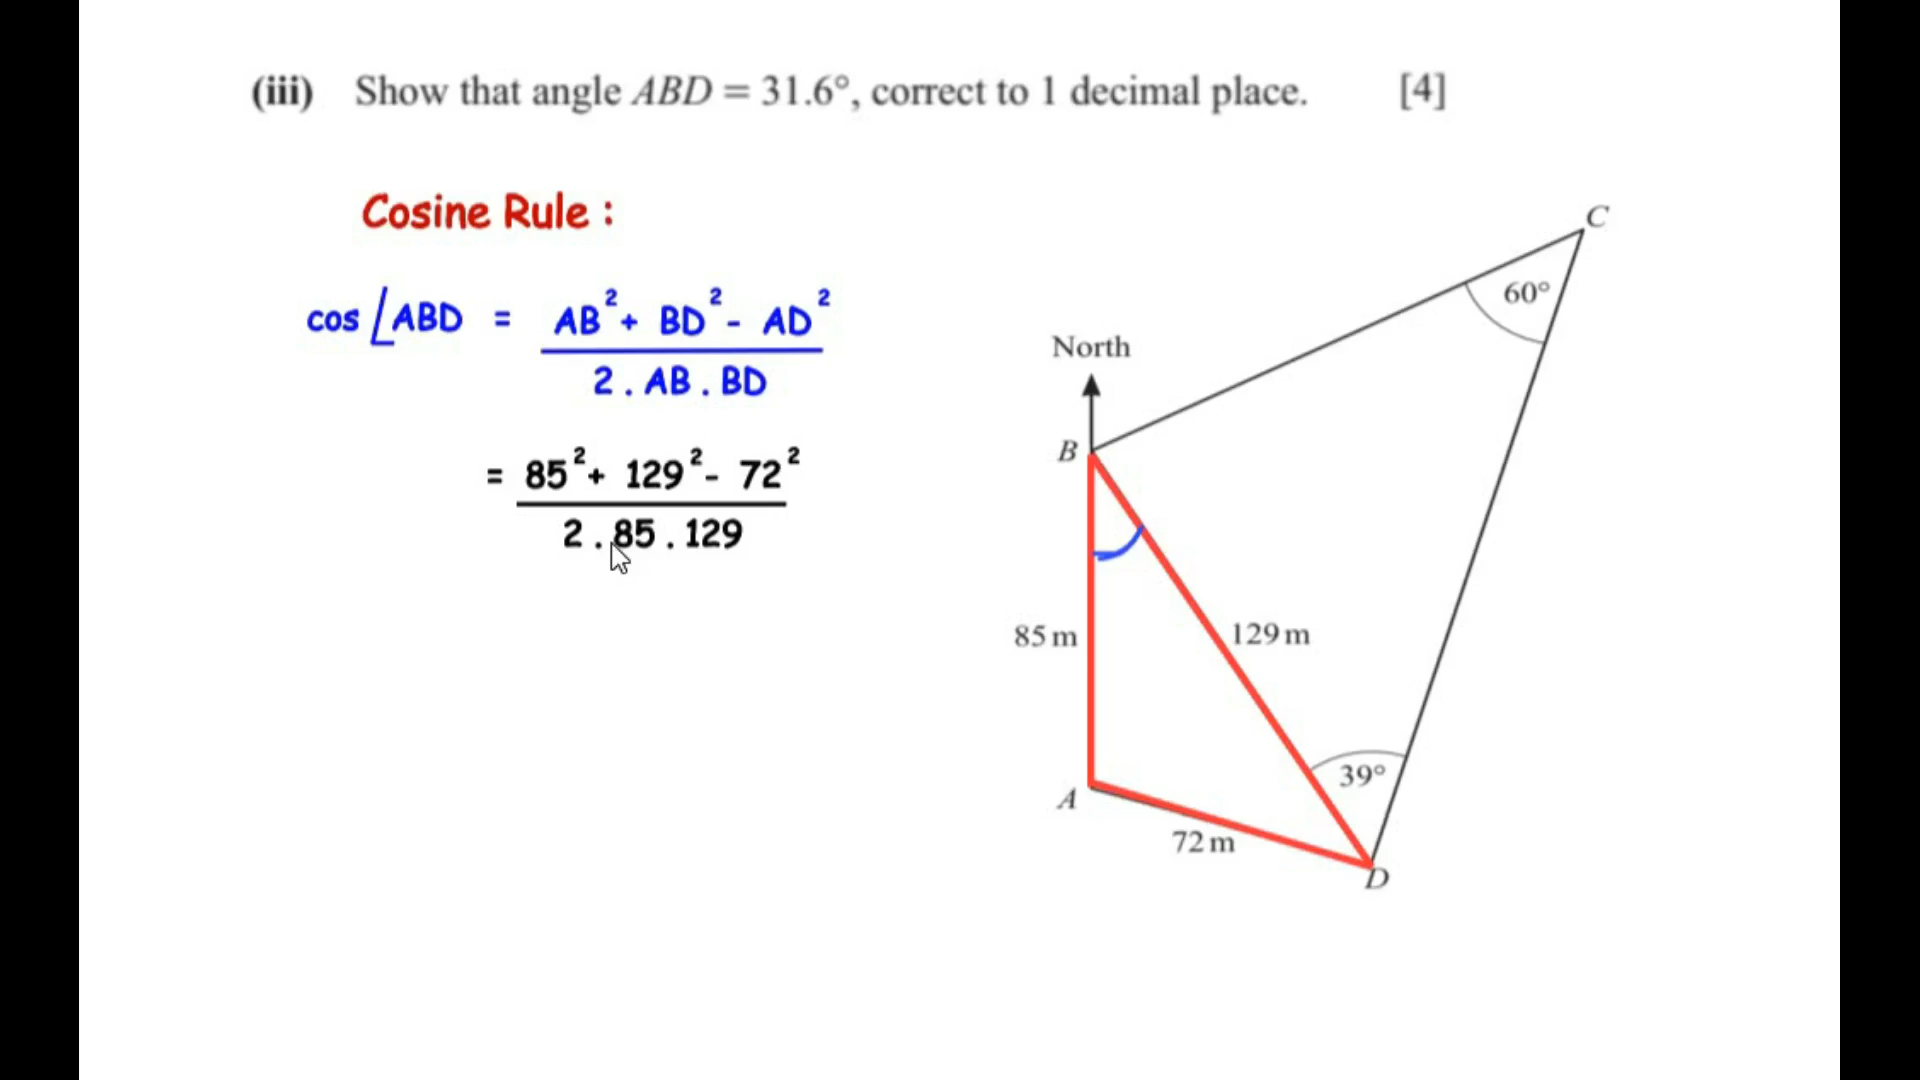 (iii) Show that angle ABD = 31.6°, correct to 1 decimal place. [4]
Cosine Rule :
cos ∠ABD = AB² + BD² - AD²
2 . AB . BD
= 85² + 129² - 72²
2 . 85 . 129
C
60°
North
B
85 m
129 m
39°
A
72 m
D